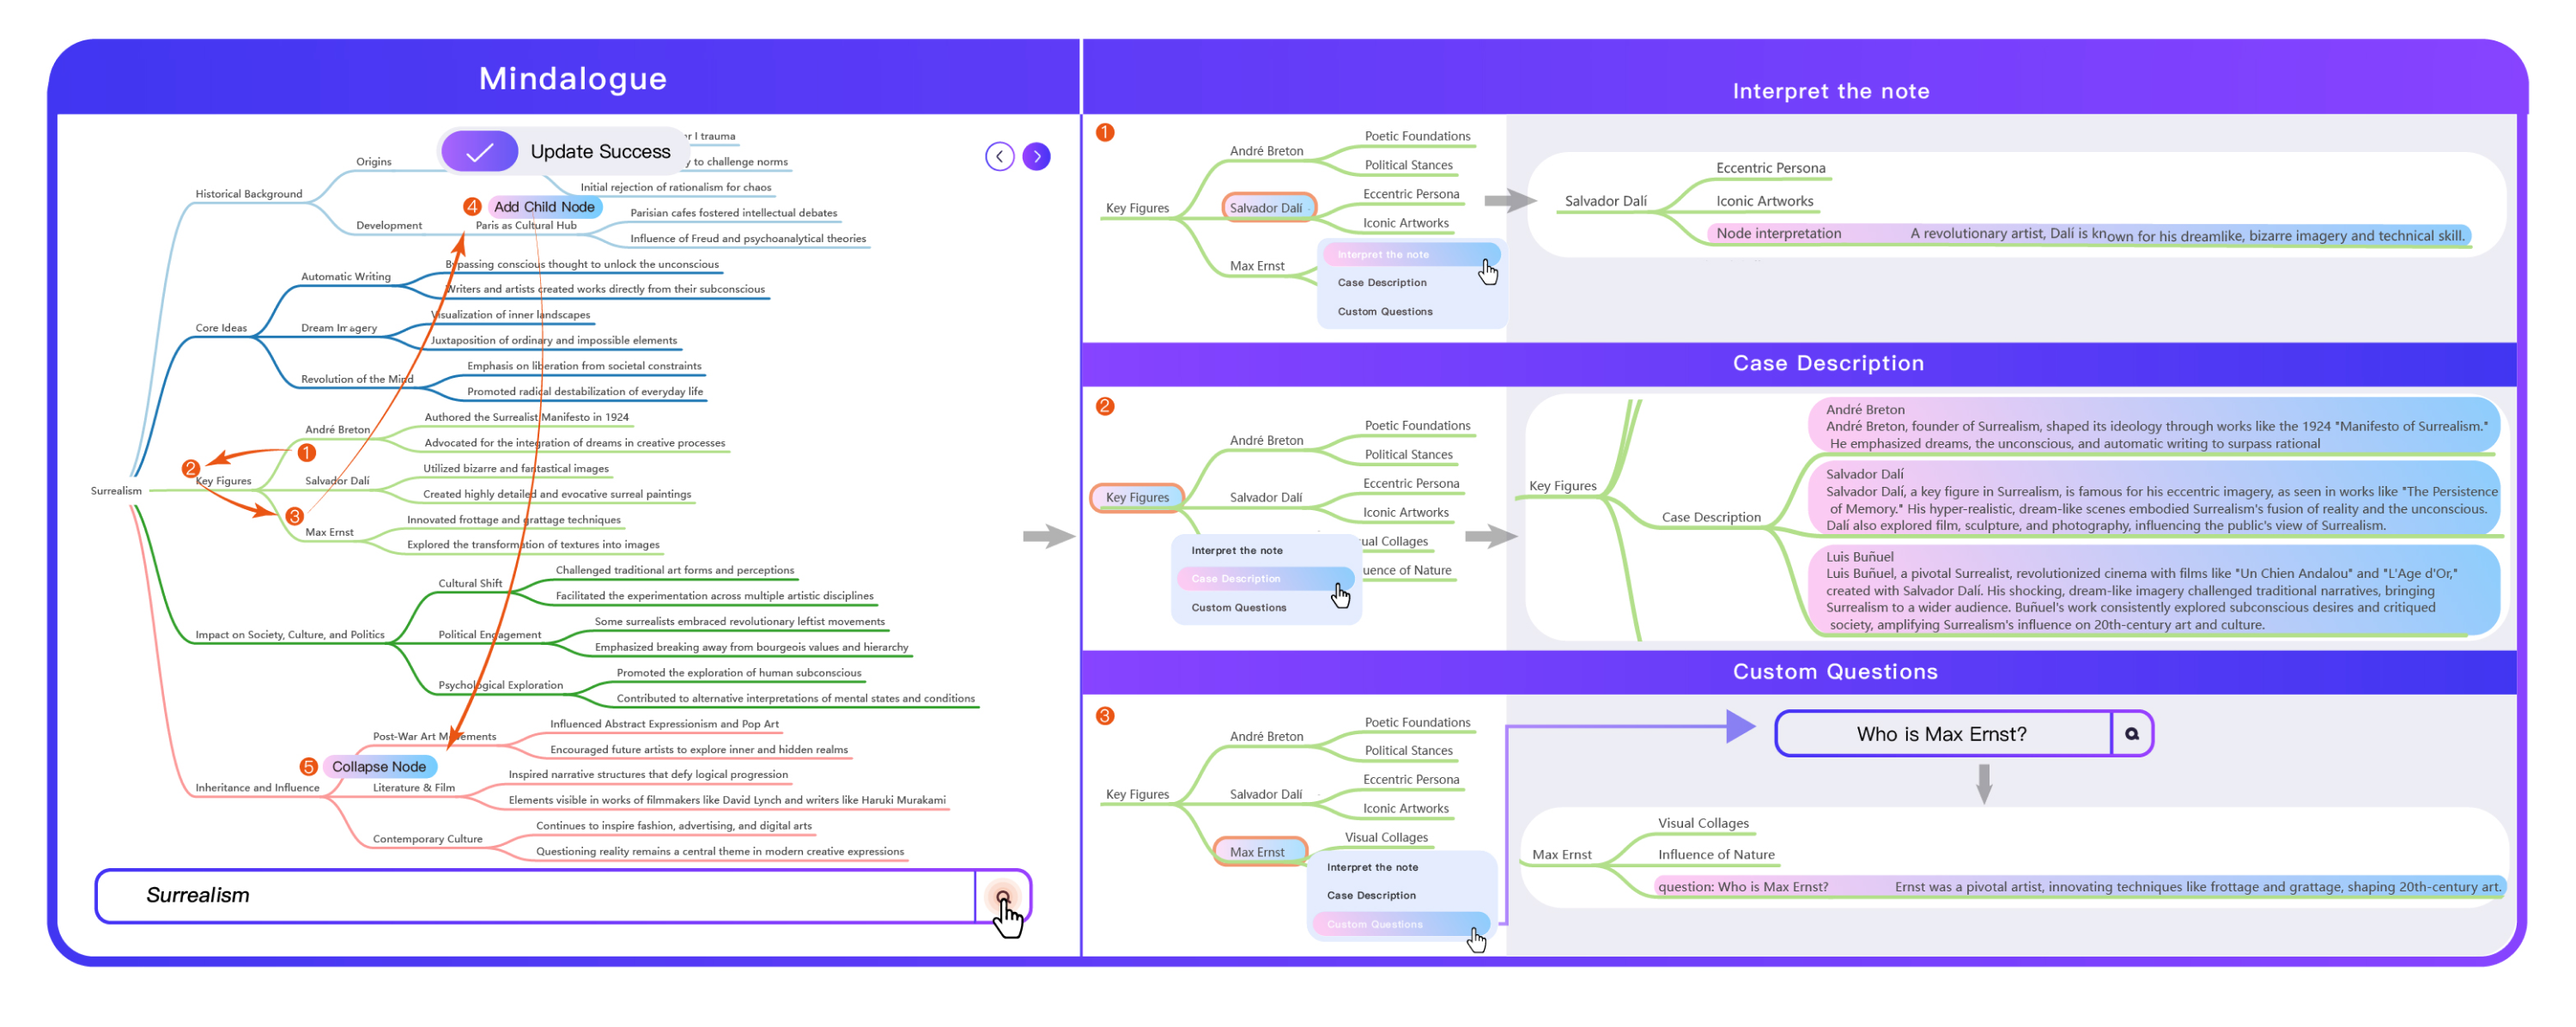 Mindalogue
Update Success
r I trauma
Origins
y to challenge norms
Initial rejection of rationalism for chaos
Historical Background
4 Add Child Node
Parisian cafes fostered intellectual debates
Development
Paris as Cultural Hub
Influence of Freud and psychoanalytical theories
Bypassing conscious thought to unlock the unconscious
Automatic Writing
Writers and artists created works directly from their subconscious
Visualization of inner landscapes
Core Ideas
Dream Imagery
Juxtaposition of ordinary and impossible elements
Emphasis on liberation from societal constraints
Revolution of the Mind
Promoted radical destabilization of everyday life
Authored the Surrealist Manifesto in 1924
André Breton
Advocated for the integration of dreams in creative processes
1
2
Utilized bizarre and fantastical images
Key Figures
Salvador Dalí
Surrealism
Created highly detailed and evocative surreal paintings
3
Innovated frottage and grattage techniques
Max Ernst
Explored the transformation of textures into images
Challenged traditional art forms and perceptions
Cultural Shift
Facilitated the experimentation across multiple artistic disciplines
Some surrealists embraced revolutionary leftist movements
Impact on Society, Culture, and Politics
Political Engagement
Emphasized breaking away from bourgeois values and hierarchy
Promoted the exploration of human subconscious
Psychological Exploration
Contributed to alternative interpretations of mental states and conditions
Influenced Abstract Expressionism and Pop Art
Post-War Art Movements
Encouraged future artists to explore inner and hidden realms
5 Collapse Node
Inspired narrative structures that defy logical progression
Inheritance and Influence
Literature & Film
Elements visible in works of filmmakers like David Lynch and writers like Haruki Murakami
Continues to inspire fashion, advertising, and digital arts
Contemporary Culture
Questioning reality remains a central theme in modern creative expressions
Surrealism
Interpret the note
1
Poetic Foundations
André Breton
Political Stances
Eccentric Persona
Key Figures
Salvador Dalí
Iconic Artworks
Max Ernst
Interpret the note
Case Description
Custom Questions
Eccentric Persona
Salvador Dalí
Iconic Artworks
Node interpretation
A revolutionary artist, Dalí is known for his dreamlike, bizarre imagery and technical skill.
Case Description
2
Poetic Foundations
André Breton
Political Stances
Eccentric Persona
Key Figures
Salvador Dalí
Iconic Artworks
ual Collages
uence of Nature
Interpret the note
Case Description
Custom Questions
Key Figures
Case Description
André Breton
André Breton, founder of Surrealism, shaped its ideology through works like the 1924 "Manifesto of Surrealism."
He emphasized dreams, the unconscious, and automatic writing to surpass rational
Salvador Dalí
Salvador Dalí, a key figure in Surrealism, is famous for his eccentric imagery, as seen in works like "The Persistence
of Memory." His hyper-realistic, dream-like scenes embodied Surrealism's fusion of reality and the unconscious.
Dalí also explored film, sculpture, and photography, influencing the public's view of Surrealism.
Luis Buñuel
Luis Buñuel, a pivotal Surrealist, revolutionized cinema with films like "Un Chien Andalou" and "L'Age d'Or,"
created with Salvador Dalí. His shocking, dream-like imagery challenged traditional narratives, bringing
Surrealism to a wider audience. Buñuel's work consistently explored subconscious desires and critiqued
society, amplifying Surrealism's influence on 20th-century art and culture.
Custom Questions
3
Poetic Foundations
André Breton
Political Stances
Eccentric Persona
Key Figures
Salvador Dalí
Iconic Artworks
Visual Collages
Max Ernst
Interpret the note
Case Description
Custom Questions
Who is Max Ernst?
Visual Collages
Max Ernst
Influence of Nature
question: Who is Max Ernst?
Ernst was a pivotal artist, innovating techniques like frottage and grattage, shaping 20th-century art.